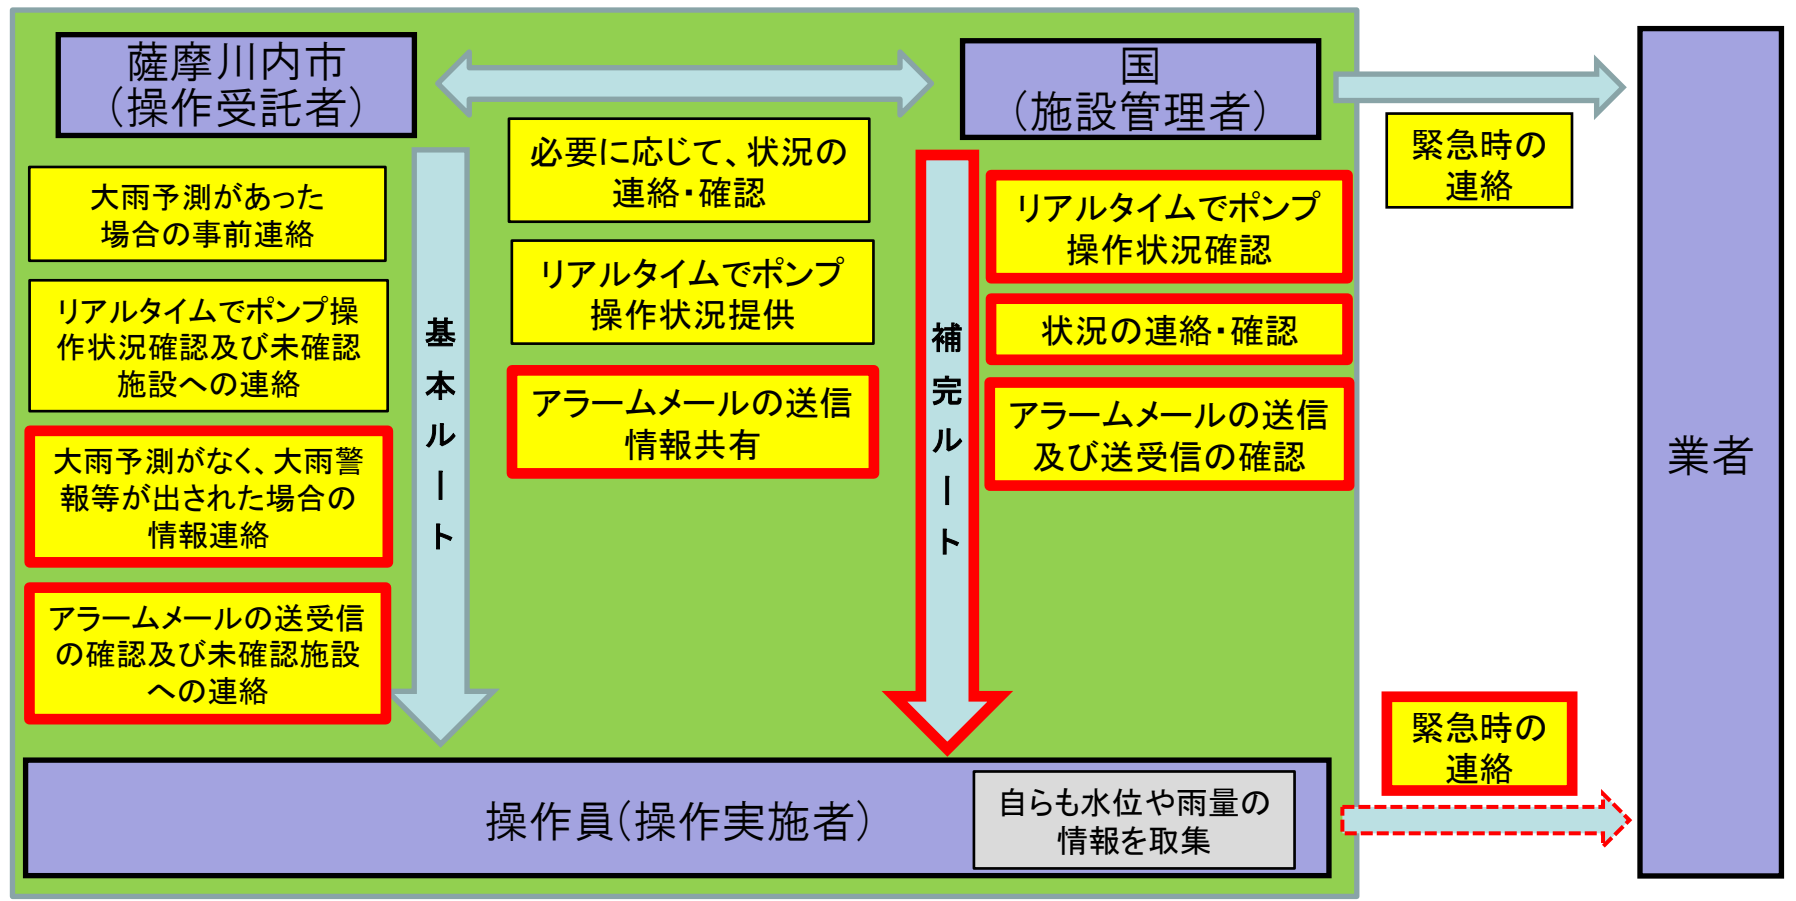 薩摩川内市
（操作受託者）
国
（施設管理者）
必要に応じて、状況の
連絡・確認
緊急時の
連絡
大雨予測があった
場合の事前連絡
リアルタイムでポンプ
操作状況確認
リアルタイムでポンプ
操作状況提供
リアルタイムでポンプ操
作状況確認及び未確認
施設への連絡
基本ルート
補完ルート
状況の連絡・確認
アラームメールの送信
情報共有
アラームメールの送信
及び送受信の確認
業者
大雨予測がなく、大雨警
報等が出された場合の
情報連絡
アラームメールの送受信
の確認及び未確認施設
への連絡
緊急時の
連絡
操作員（操作実施者）
自らも水位や雨量の
情報を取集